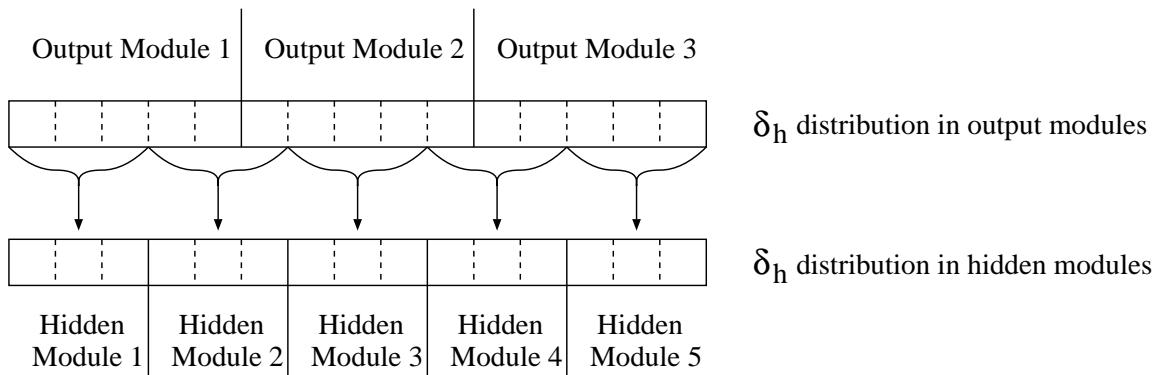 Output Module 1 Output Module 2 Output Module 3
δh distribution in output modules
δh distribution in hidden modules
Hidden Module 1
Hidden Module 2
Hidden Module 3
Hidden Module 4
Hidden Module 5